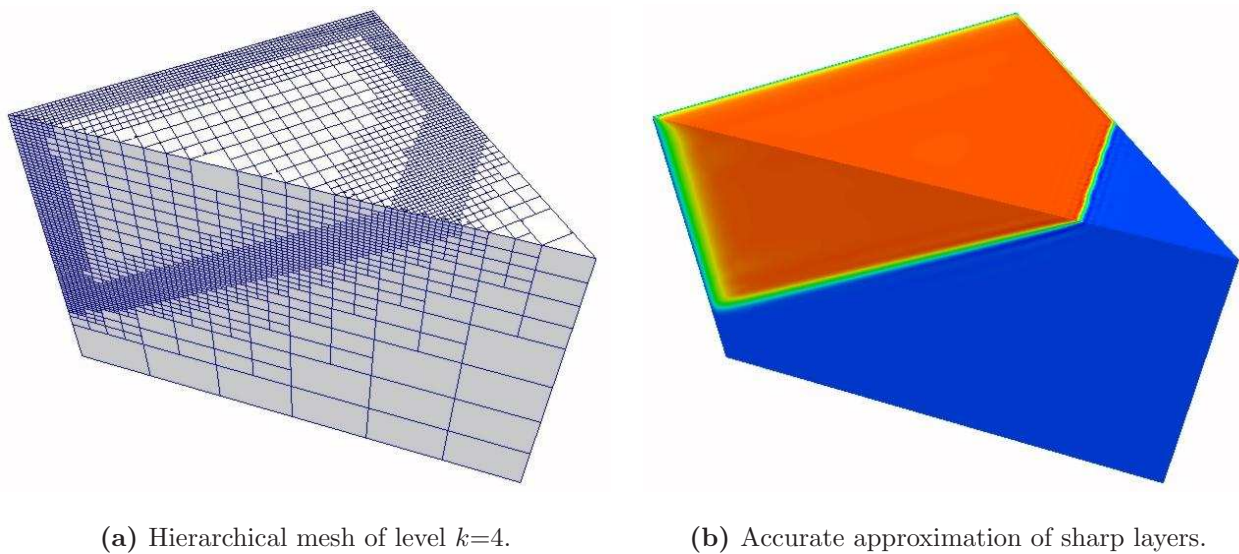 (a) Hierarchical mesh of level k=4.
(b) Accurate approximation of sharp layers.